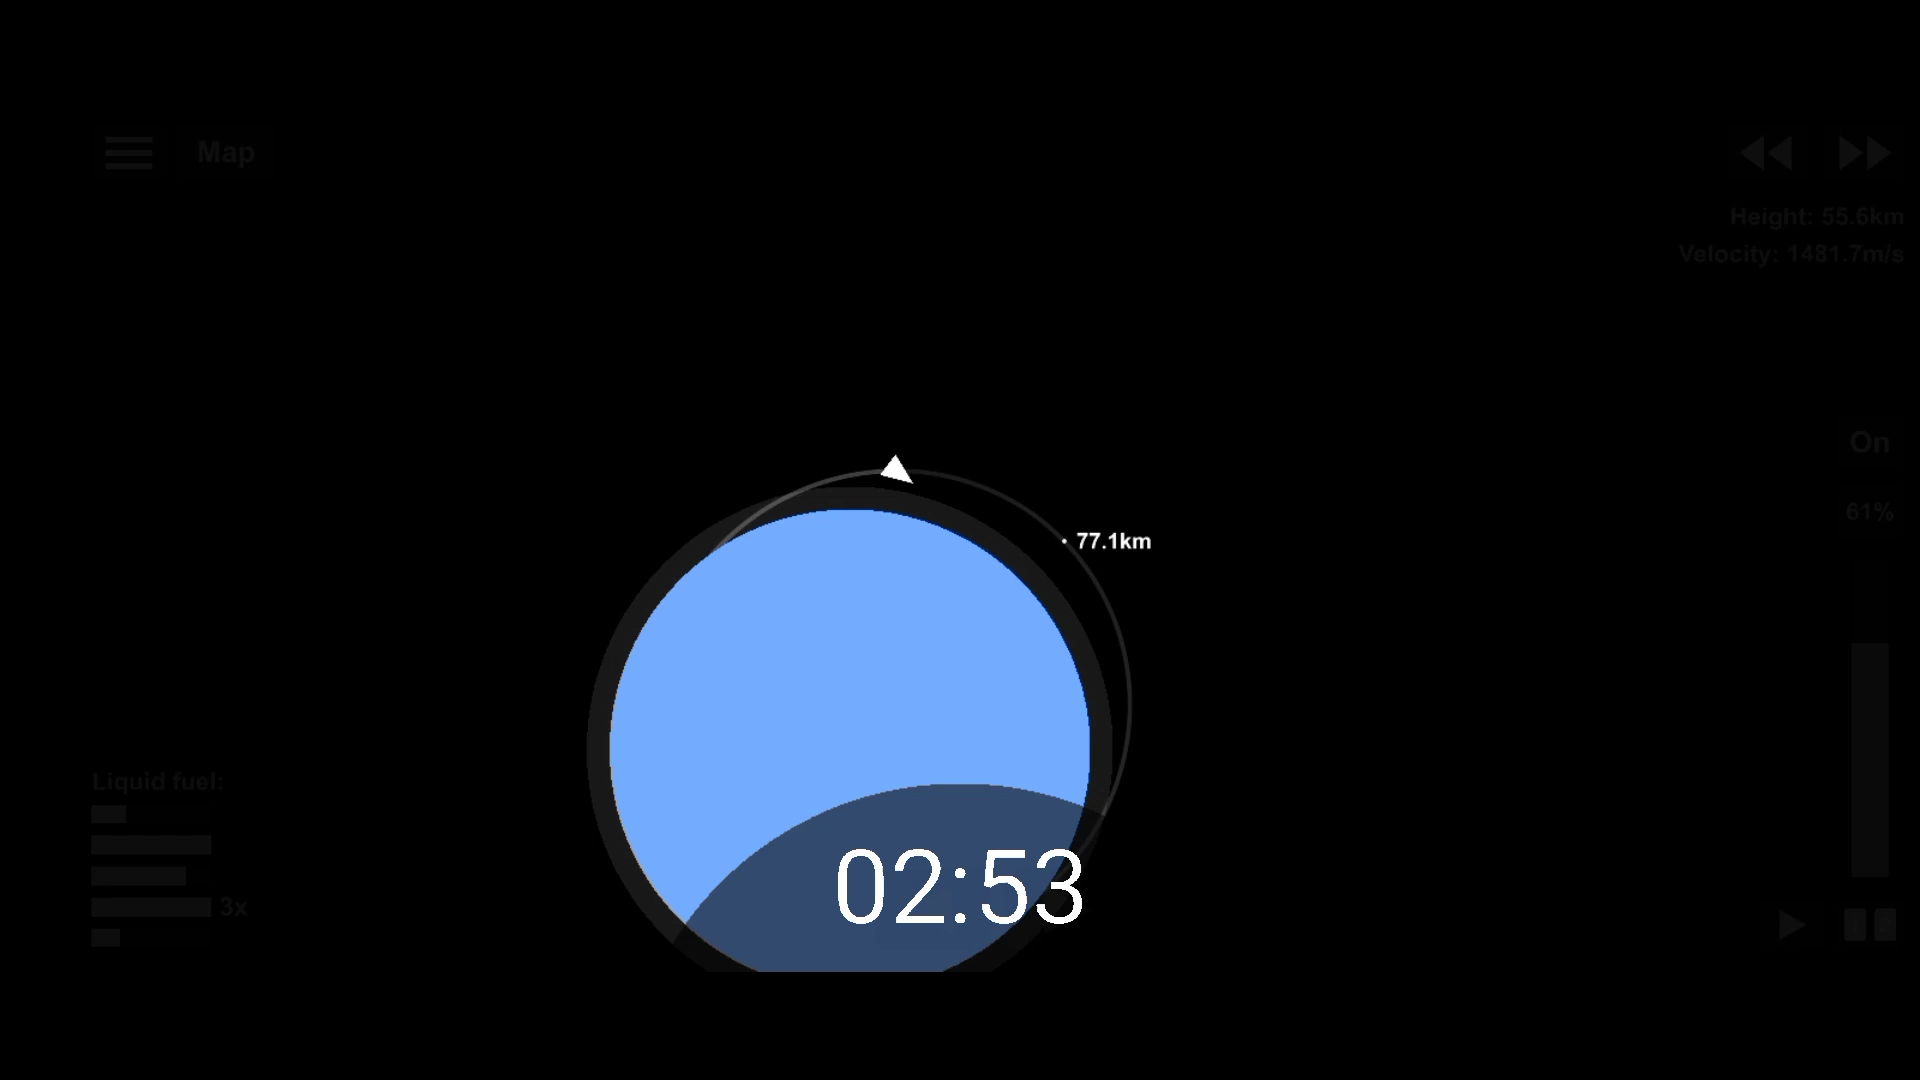 Map
Height: 55.6km
Velocity: 1481.7m/s
On
61%
77.1km
Liquid fuel:
3x
02:53